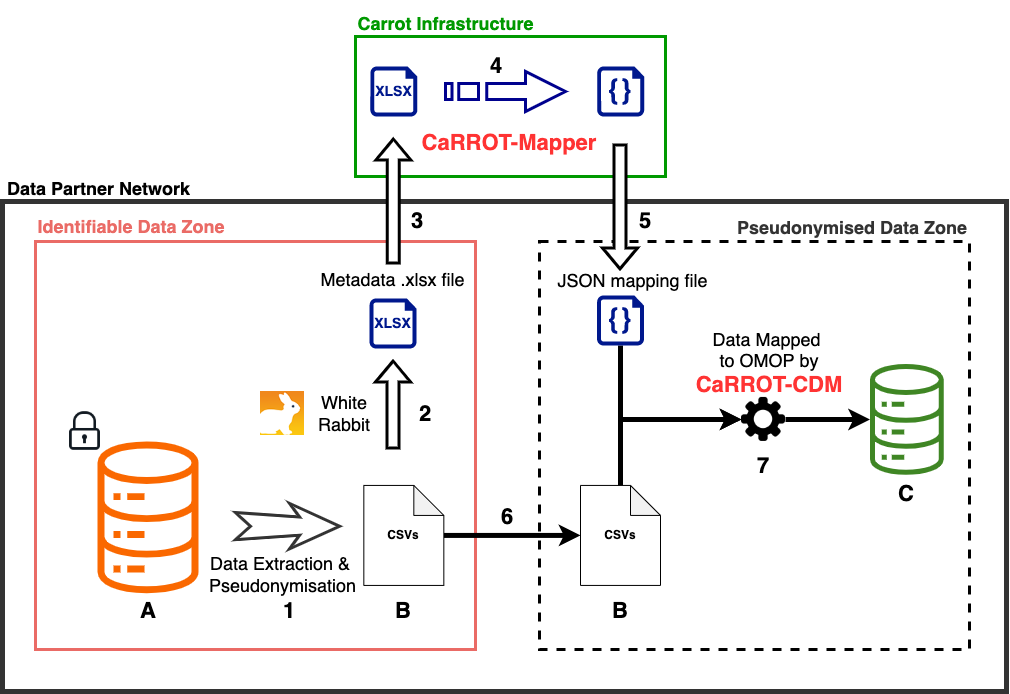 Carrot Infrastructure
4
XLSX
{}
CaRROT-Mapper
Data Partner Network
3
5
Identifiable Data Zone
Pseudonymised Data Zone
Metadata .xlsx file
JSON mapping file
XLSX
{}
Data Mapped
to OMOP by
CaRROT-CDM
White
Rabbit
2
7
C
CSVs
6
CSVs
Data Extraction &
Pseudonymisation
A
1
B
B